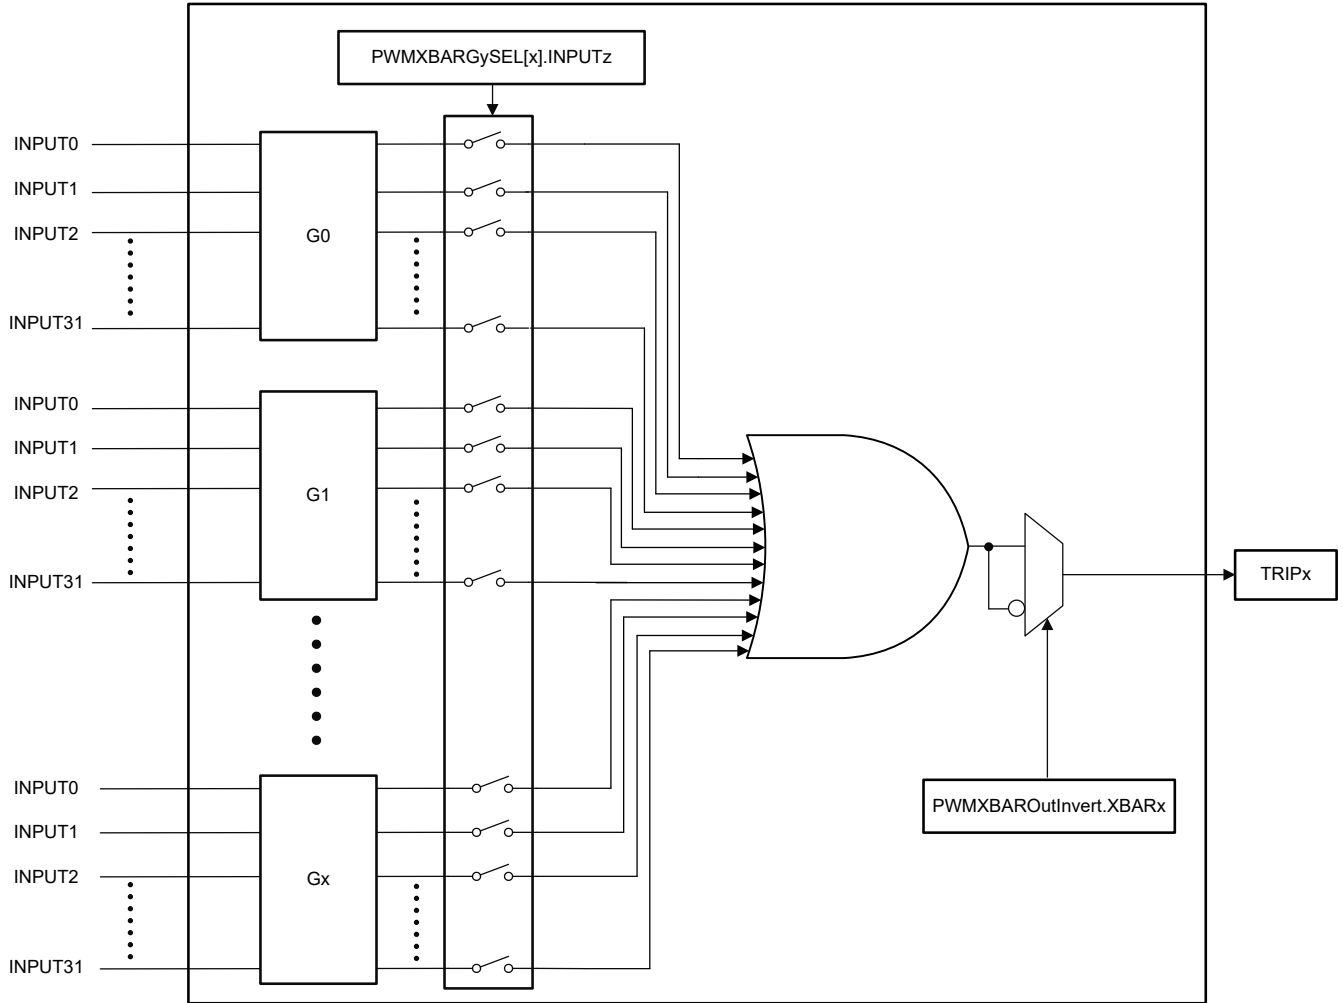 PWMXBARGySEL[x].INPUTz
INPUT0
INPUT1
INPUT2
INPUT31
G0
INPUT0
INPUT1
INPUT2
INPUT31
G1
INPUT0
INPUT1
INPUT2
INPUT31
Gx
TRIPx
PWMXBAROutInvert.XBARx